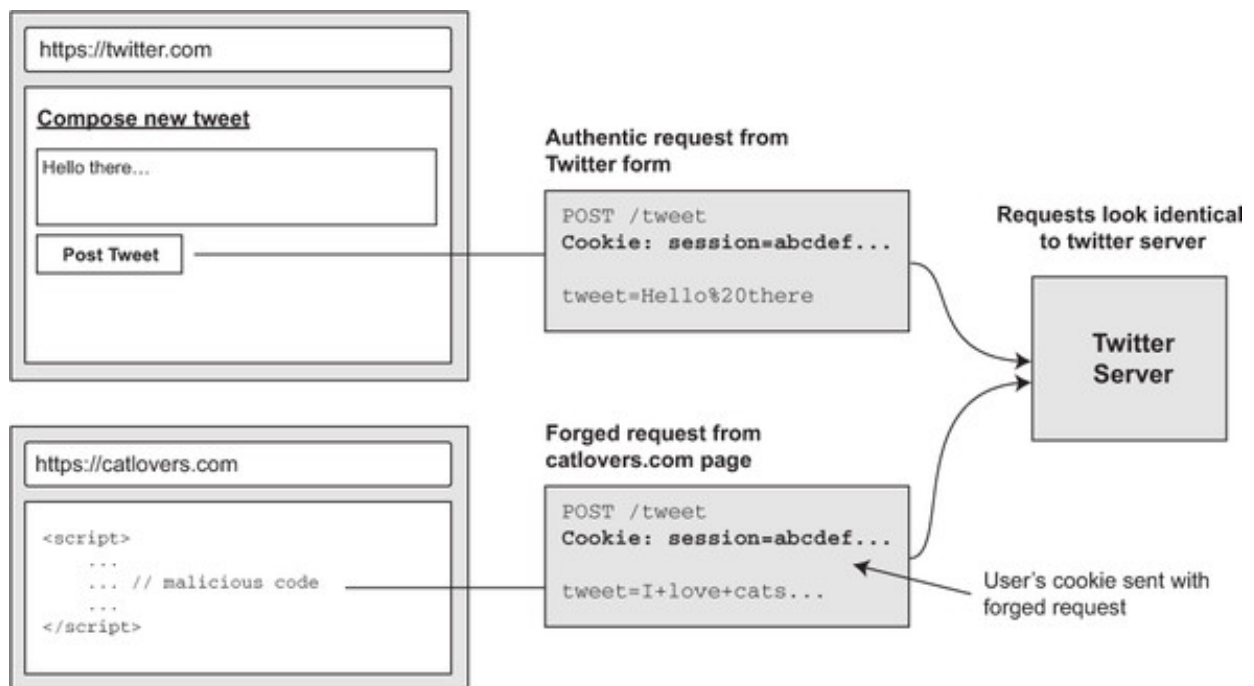 https://twitter.com
Compose new tweet
Hello there...
Post Tweet
Authentic request from
Twitter form
POST /tweet
Cookie: session=abcdef...
tweet=Hello%20there
Requests look identical
to twitter server
Twitter
Server
https://catlovers.com
<script>
...
... // malicious code
...
</script>
Forged request from
catlovers.com page
POST /tweet
Cookie: session=abcdef...
tweet=I+love+cats...
User's cookie sent with
forged request